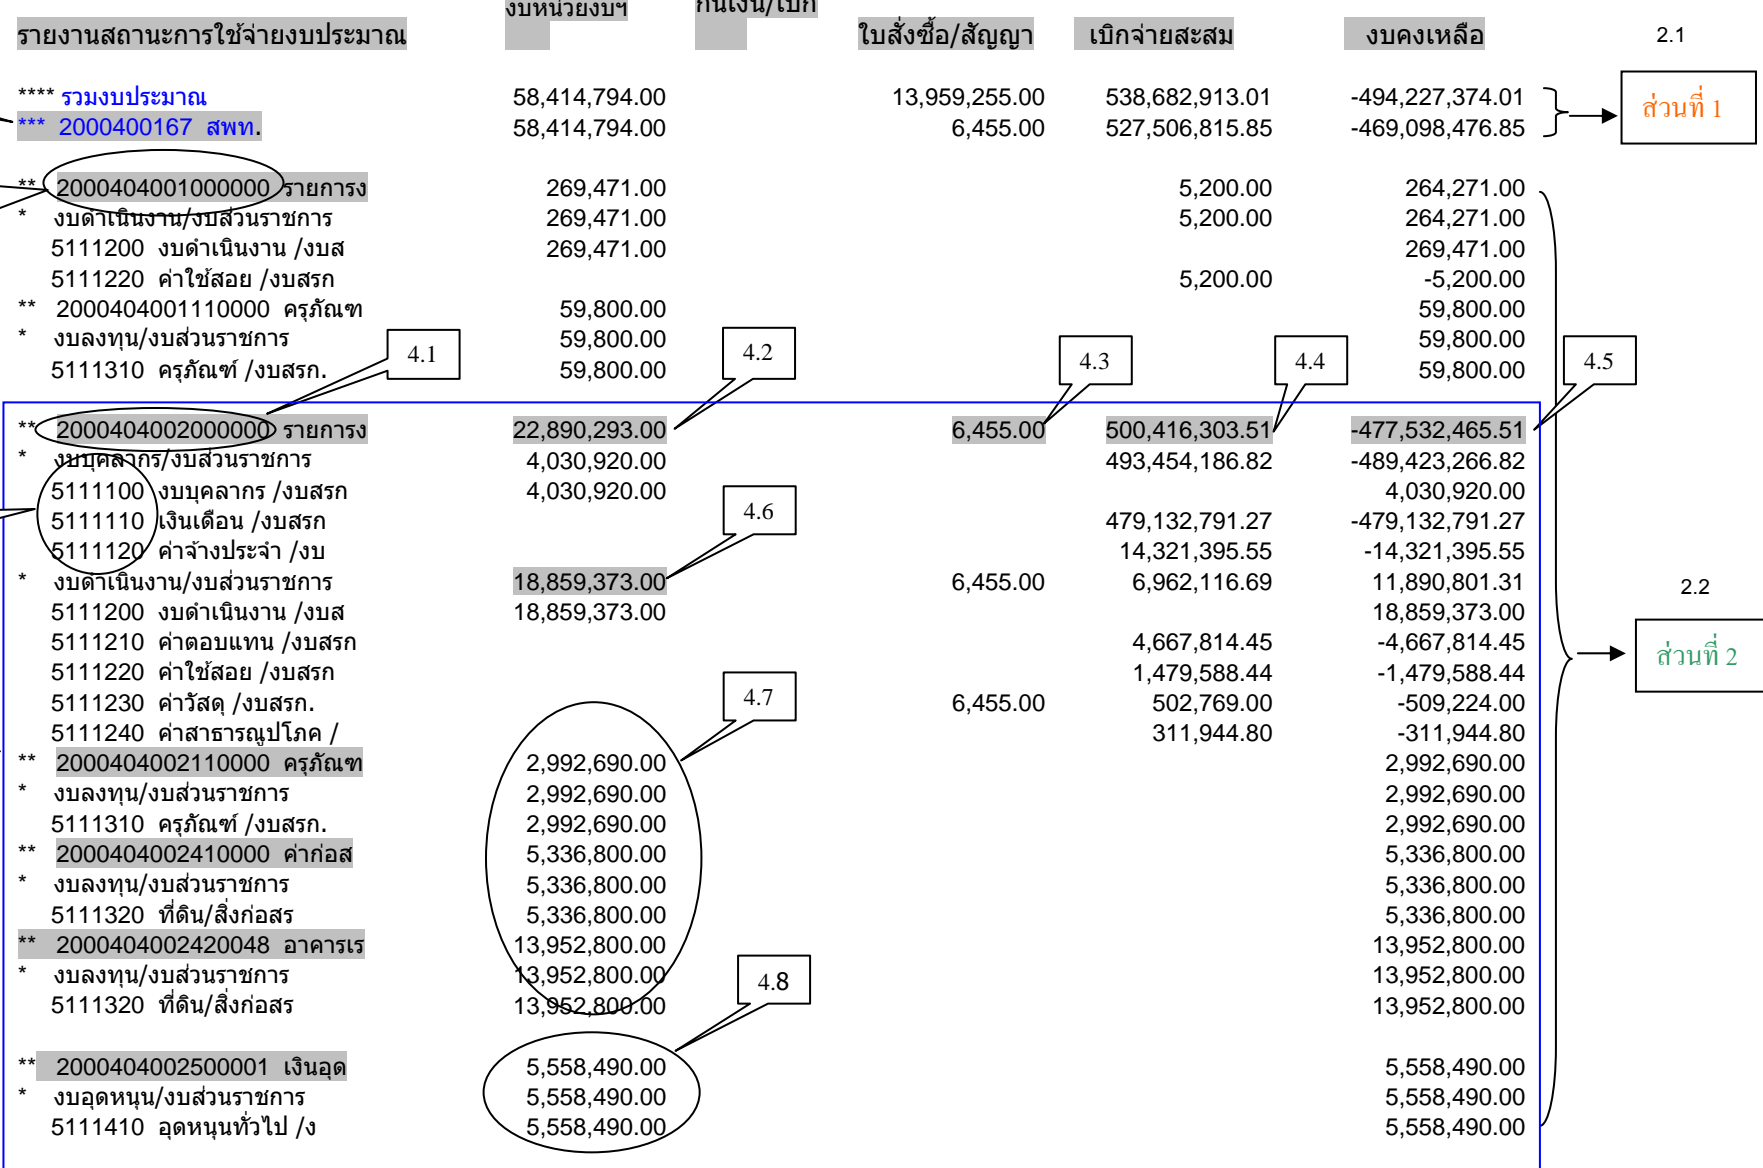 งบหน่วยงบฯ กันเงิน/เบิก
รายงานสถานะการใช้จ่ายงบประมาณ ใบสั่งซื้อ/สัญญา เบิกจ่ายสะสม งบคงเหลือ 2.1
**** รวมงบประมาณ 58,414,794.00 13,959,255.00 538,682,913.01 -494,227,374.01
ส่วนที่ 1
*** 2000400167 สพท. 58,414,794.00 6,455.00 527,506,815.85 -469,098,476.85
** 2000404001000000 รายการง 269,471.00 5,200.00 264,271.00
* งบดำเนินงาน/งบส่วนราชการ 269,471.00 5,200.00 264,271.00
5111200 งบดำเนินงาน /งบส 269,471.00 269,471.00
5111220 ค่าใช้สอย /งบสรก 5,200.00 -5,200.00
** 2000404001110000 ครุภัณฑ 59,800.00 59,800.00
* งบลงทุน/งบส่วนราชการ 59,800.00 59,800.00
4.1 4.2 4.3 4.4 4.5
5111310 ครุภัณฑ์ /งบสรก. 59,800.00 59,800.00
** 2000404002000000 รายการง 22,890,293.00 6,455.00 500,416,303.51 -477,532,465.51
* งบบุคลากร/งบส่วนราชการ 4,030,920.00 493,454,186.82 -489,423,266.82
5111100 งบบุคลากร /งบสรก 4,030,920.00 4,030,920.00
4.6
5111110 เงินเดือน /งบสรก 479,132,791.27 -479,132,791.27
5111120 ค่าจ้างประจำ /งบ 14,321,395.55 -14,321,395.55
* งบดำเนินงาน/งบส่วนราชการ 18,859,373.00 6,455.00 6,962,116.69 11,890,801.31 2.2
5111200 งบดำเนินงาน /งบส 18,859,373.00 18,859,373.00
5111210 ค่าตอบแทน /งบสรก 4,667,814.45 -4,667,814.45
ส่วนที่ 2
5111220 ค่าใช้สอย /งบสรก 1,479,588.44 -1,479,588.44
4.7
5111230 ค่าวัสดุ /งบสรก. 6,455.00 502,769.00 -509,224.00
5111240 ค่าสาธารณูปโภค / 311,944.80 -311,944.80
** 2000404002110000 ครุภัณฑ 2,992,690.00 2,992,690.00
* งบลงทุน/งบส่วนราชการ 2,992,690.00 2,992,690.00
5111310 ครุภัณฑ์ /งบสรก. 2,992,690.00 2,992,690.00
** 2000404002410000 ค่าก่อส 5,336,800.00 5,336,800.00
* งบลงทุน/งบส่วนราชการ 5,336,800.00 5,336,800.00
5111320 ที่ดิน/สิ่งก่อสร 5,336,800.00 5,336,800.00
** 2000404002420048 อาคารเร 13,952,800.00 13,952,800.00
* งบลงทุน/งบส่วนราชการ 13,952,800.00 13,952,800.00
4.8
5111320 ที่ดิน/สิ่งก่อสร 13,952,800.00 13,952,800.00
** 2000404002500001 เงินอุด 5,558,490.00 5,558,490.00
* งบอุดหนุน/งบส่วนราชการ 5,558,490.00 5,558,490.00
5111410 อุดหนุนทั่วไป /ง 5,558,490.00 5,558,490.00